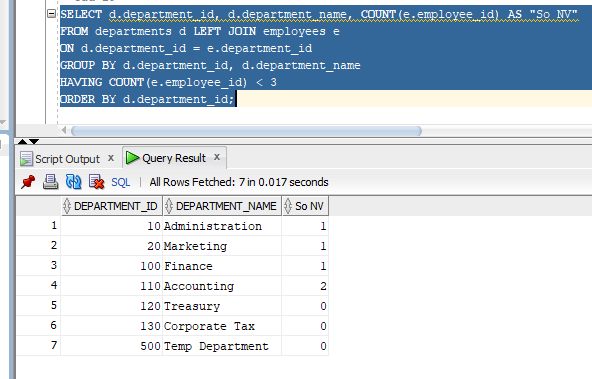 SELECT d.department_id, d.department_name, COUNT(e.employee_id) AS "So NV"
FROM departments d LEFT JOIN employees e
ON d.department_id = e.department_id
GROUP BY d.department_id, d.department_name
HAVING COUNT(e.employee_id) < 3
ORDER BY d.department_id;
Script Output x Query Result x
SQL | All Rows Fetched: 7 in 0.017 seconds
DEPARTMENT_ID DEPARTMENT_NAME So NV
1 10 Administration 1
2 20 Marketing 1
3 100 Finance 1
4 110 Accounting 2
5 120 Treasury 0
6 130 Corporate Tax 0
7 500 Temp Department 0